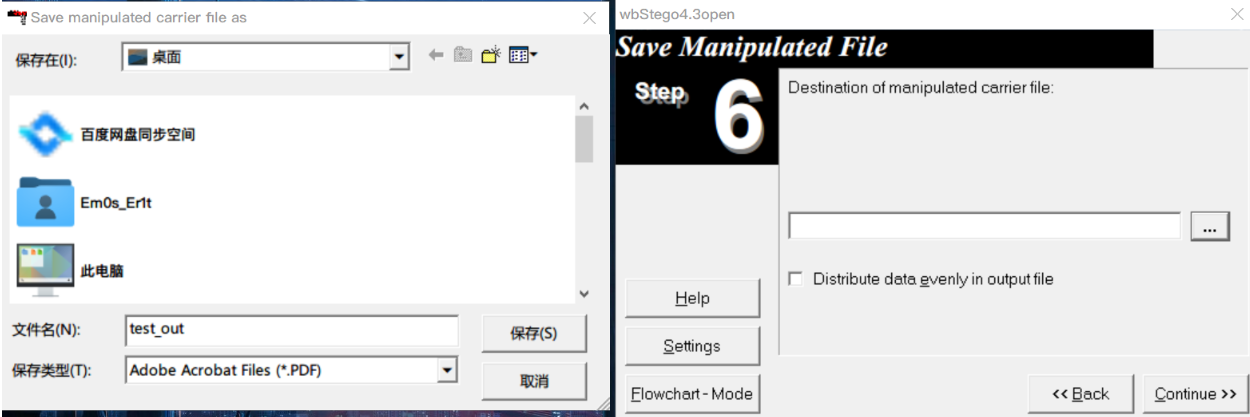 Save manipulated carrier file as
保存在(I):
桌面
百度网盘同步空间
Em0s_Er1t
此电脑
文件名(N):
test_out
保存(S)
保存类型(T):
Adobe Acrobat Files (*.PDF)
取消
wbStego4.3open
Save Manipulated File
Step 6
Destination of manipulated carrier file:
...
Distribute data evenly in output file
Help
Settings
Flowchart - Mode
<< Back
Continue >>